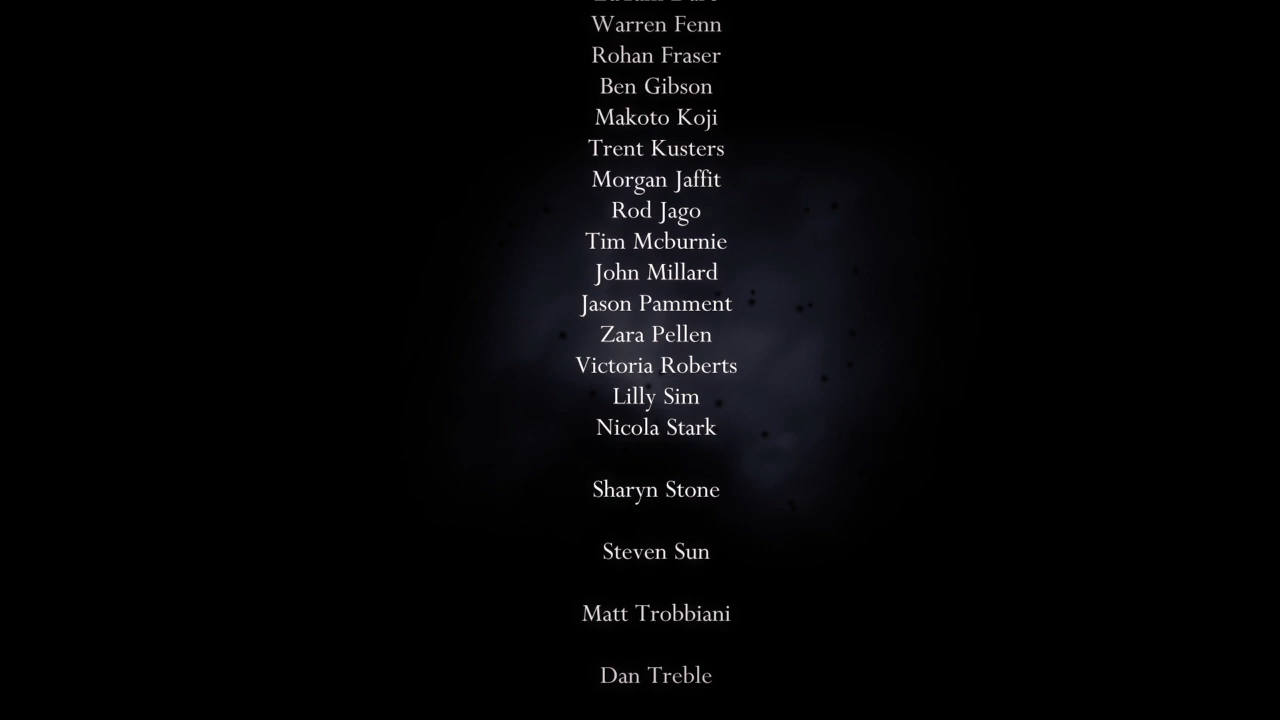 Warren Fenn
Rohan Fraser
Ben Gibson
Makoto Koji
Trent Kusters
Morgan Jaffit
Rod Jago
Tim Mcburnie
John Millard
Jason Pamment
Zara Pellen
Victoria Roberts
Lilly Sim
Nicola Stark
Sharyn Stone
Steven Sun
Matt Trobbiani
Dan Treble